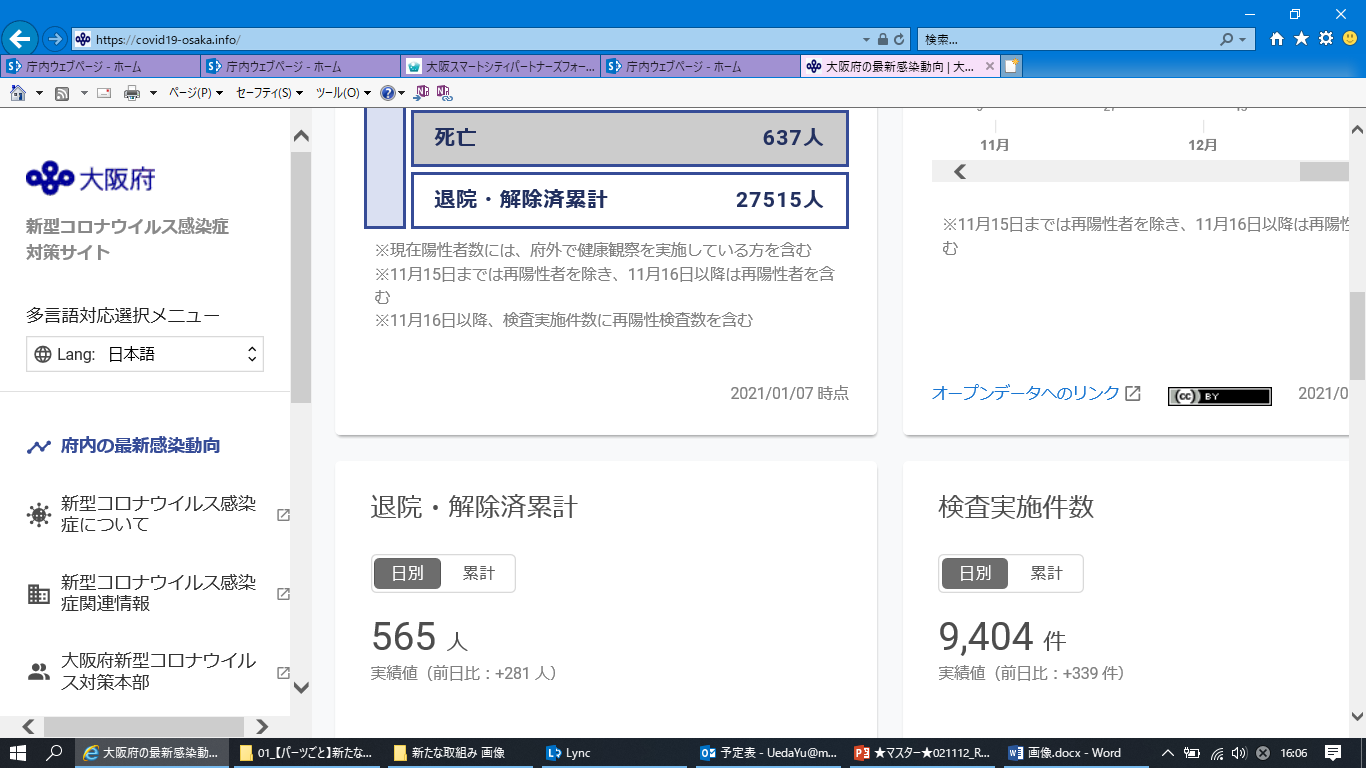 https://covid19-osaka.info/
検索...
庁内ウェブページ - ホーム
庁内ウェブページ - ホーム
大阪スマートシティパートナーズフォー...
庁内ウェブページ - ホーム
大阪府の最新感染動向 | 大...
ページ(P)
セーフティ(S)
ツール(O)
大阪府
新型コロナウイルス感染症
対策サイト
多言語対応選択メニュー
Lang: 日本語
府内の最新感染動向
新型コロナウイルス感染
症について
新型コロナウイルス感染
症関連情報
大阪府新型コロナウイル
ス対策本部
死亡 637人
退院・解除済累計 27515人
※現在陽性者数には、府外で健康観察を実施している方を含む
※11月15日までは再陽性者を除き、11月16日以降は再陽性者を含
む
※11月16日以降、検査実施件数に再陽性検査数を含む
2021/01/07 時点
11月 12月
※11月15日までは再陽性者を除き、11月16日以降は再陽性
む
オープンデータへのリンク
CC BY
2021/0
退院・解除済累計
日別 累計
565 人
実績値（前日比：+281 人）
検査実施件数
日別 累計
9,404 件
実績値（前日比：+339 件）
大阪府の最新感染動...
01_【パーツごと】新たな...
新たな取組み 画像
Lync
予定表 - UedaYu@m...
★マスター★021112_R...
画像.docx - Word
16:06